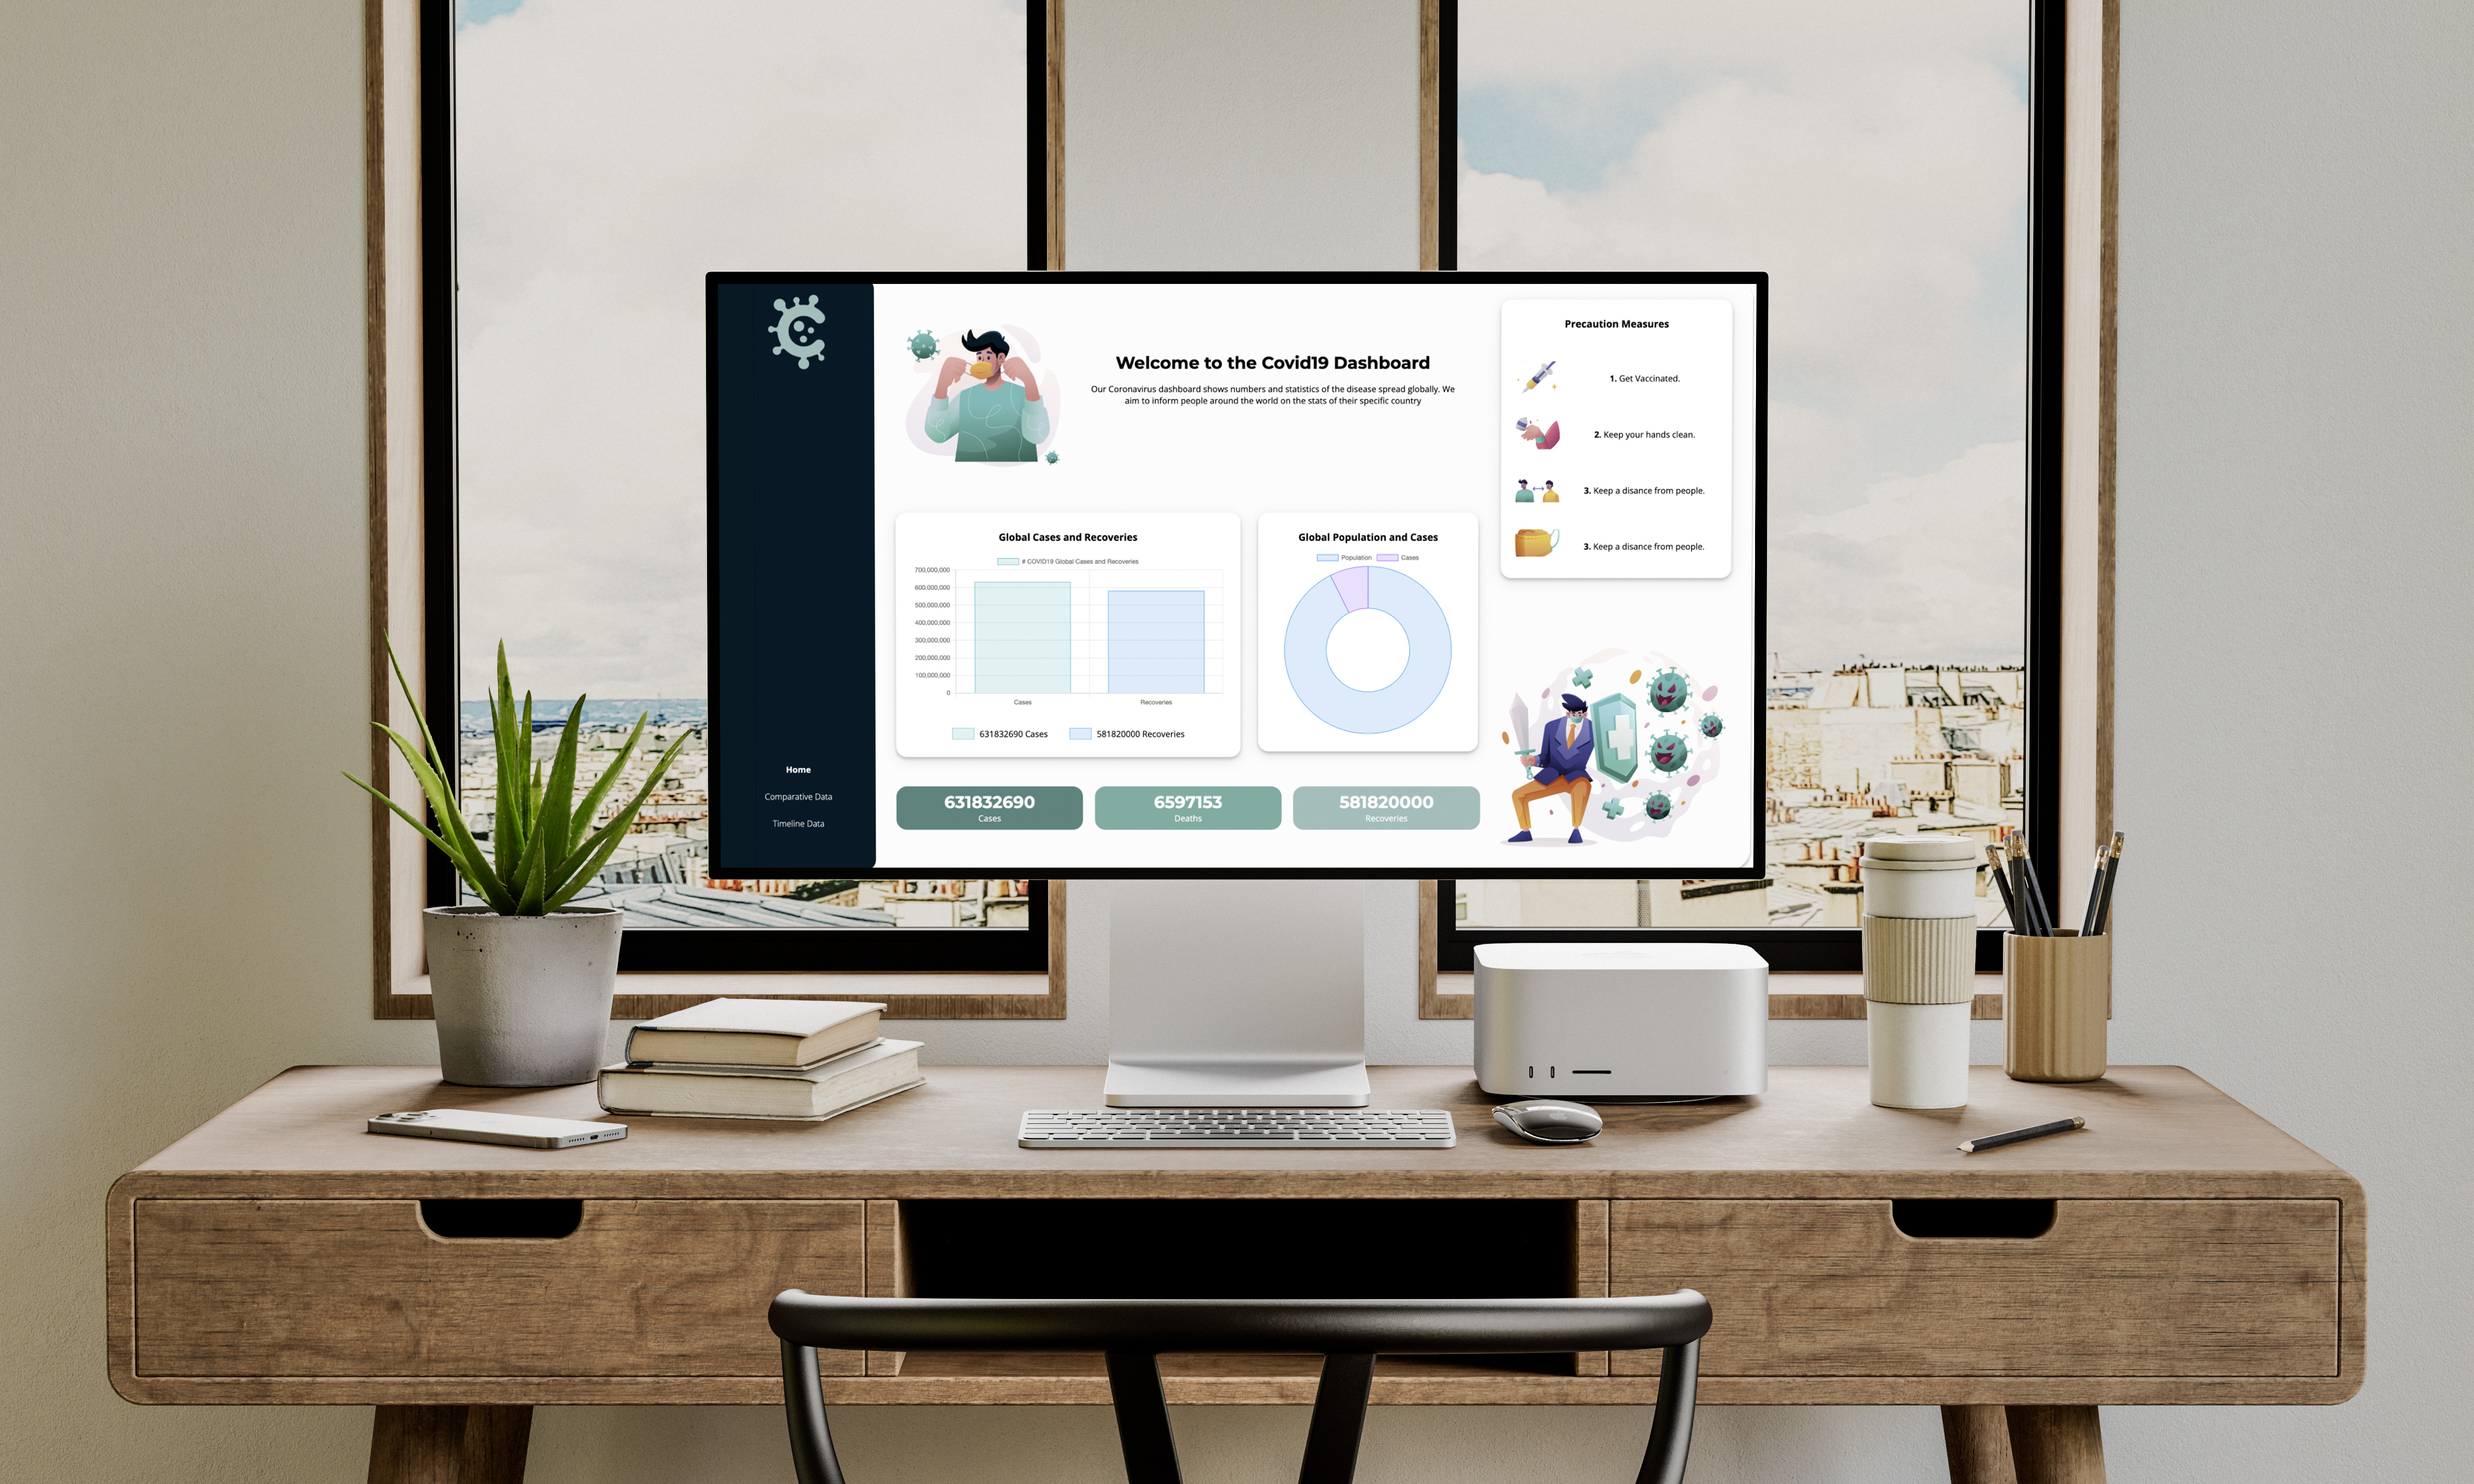 Welcome to the Covid19 Dashboard
Our Coronavirus dashboard shows numbers and statistics of the disease spread globally. We
aim to inform people around the world on the stats of their specific country
Precaution Measures
1. Get Vaccinated.
2. Keep your hands clean.
3. Keep a disance from people.
3. Keep a disance from people.
Global Cases and Recoveries
# COVID19 Global Cases and Recoveries
700,000,000
600,000,000
500,000,000
400,000,000
300,000,000
200,000,000
100,000,000
0
Cases
Recoveries
631832690 Cases
581820000 Recoveries
Global Population and Cases
Population
Cases
Home
Comparative Data
Timeline Data
631832690
Cases
6597153
Deaths
581820000
Recoveries